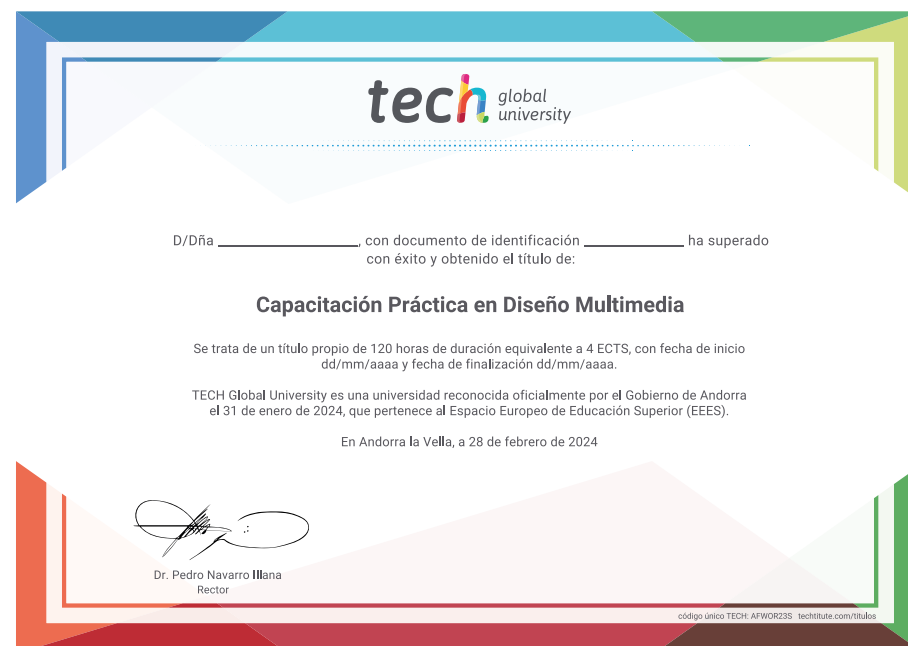 tech global
university
D/Dña ____________________, con documento de identificación ______________ ha superado
con éxito y obtenido el título de:
Capacitación Práctica en Diseño Multimedia
Se trata de un título propio de 120 horas de duración equivalente a 4 ECTS, con fecha de inicio
dd/mm/aaaa y fecha de finalización dd/mm/aaaa.
TECH Global University es una universidad reconocida oficialmente por el Gobierno de Andorra
el 31 de enero de 2024, que pertenece al Espacio Europeo de Educación Superior (EEES).
En Andorra la Vella, a 28 de febrero de 2024
Dr. Pedro Navarro Illana
Rector
código único TECH: AFWOR23S techtitute.com/titulos